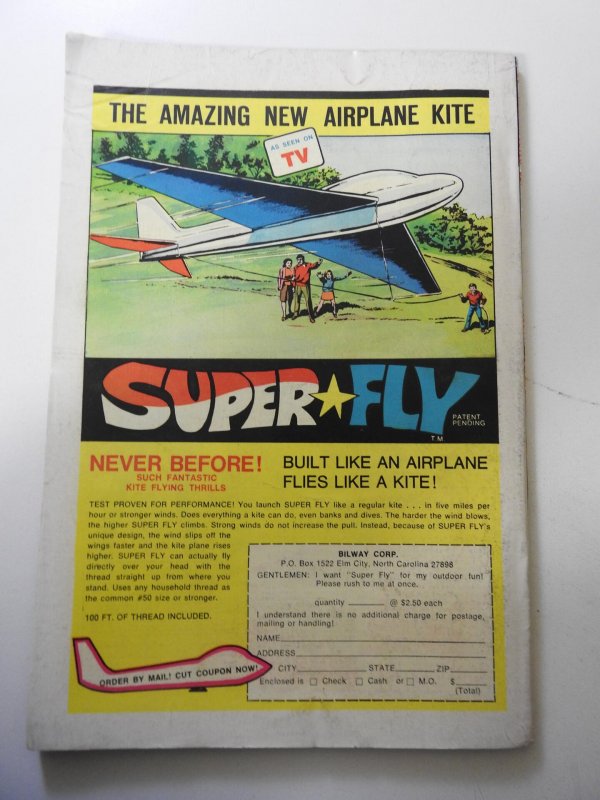 THE AMAZING NEW AIRPLANE KITE
AS SEEN ON
TV
SUPER FLY
PATENT
PENDING
TM
NEVER BEFORE!
SUCH FANTASTIC
KITE FLYING THRILLS
BUILT LIKE AN AIRPLANE
FLIES LIKE A KITE!
TEST PROVEN FOR PERFORMANCE! You launch SUPER FLY like a regular kite . . . in five miles per
hour or stronger winds. Does everything a kite can do, even banks and dives. The harder the wind blows,
the higher SUPER FLY climbs. Strong winds do not increase the pull. Instead, because of SUPER FLY's
unique design, the wind slips off the
wings faster and the kite plane rises
higher. SUPER FLY can actually fly
directly over your head with the
thread straight up from where you
stand. Uses any household thread as
the common #50 size or stronger.
100 FT. OF THREAD INCLUDED.
ORDER BY MAIL! CUT COUPON NOW!
BILWAY CORP.
P.O. Box 1522 Elm City, North Carolina 27898
GENTLEMEN: I want "Super Fly" for my outdoor fun!
Please rush to me at once.
quantity ______ @ $2.50 each
I understand there is no additional charge for postage,
mailing or handling!
NAME
ADDRESS
CITY STATE ZIP
Enclosed is □ Check □ Cash or □ M.O. $
(Total)